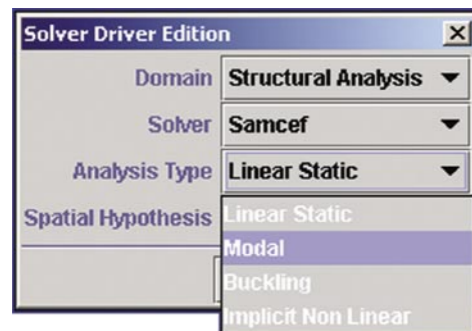 Solver Driver Edition
Domain Structural Analysis
Solver Samcef
Analysis Type Linear Static
Spatial Hypothesis Linear Static
Modal
Buckling
Implicit Non Linear